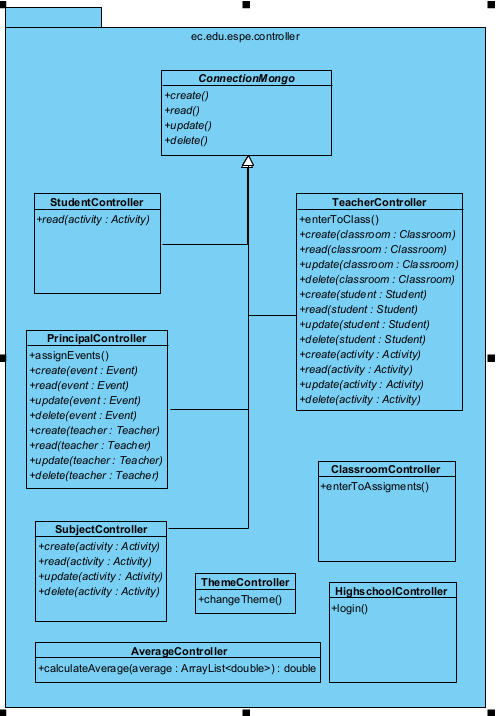 ec.edu.espe.controller
ConnectionMongo
+create()
+read()
+update()
+delete()
StudentController
+read(activity : Activity)
TeacherController
+enterToClass()
+create(classroom : Classroom)
+read(classroom : Classroom)
+update(classroom : Classroom)
+delete(classroom : Classroom)
+create(student : Student)
+read(student : Student)
+update(student : Student)
+delete(student : Student)
+create(activity : Activity)
+read(activity : Activity)
+update(activity : Activity)
+delete(activity : Activity)
PrincipalController
+assignEvents()
+create(event : Event)
+read(event : Event)
+update(event : Event)
+delete(event : Event)
+create(teacher : Teacher)
+read(teacher : Teacher)
+update(teacher : Teacher)
+delete(teacher : Teacher)
ClassroomController
+enterToAssigments()
SubjectController
+create(activity : Activity)
+read(activity : Activity)
+update(activity : Activity)
+delete(activity : Activity)
ThemeController
+changeTheme()
HighschoolController
+login()
AverageController
+calculateAverage(average : ArrayList<double>) : double